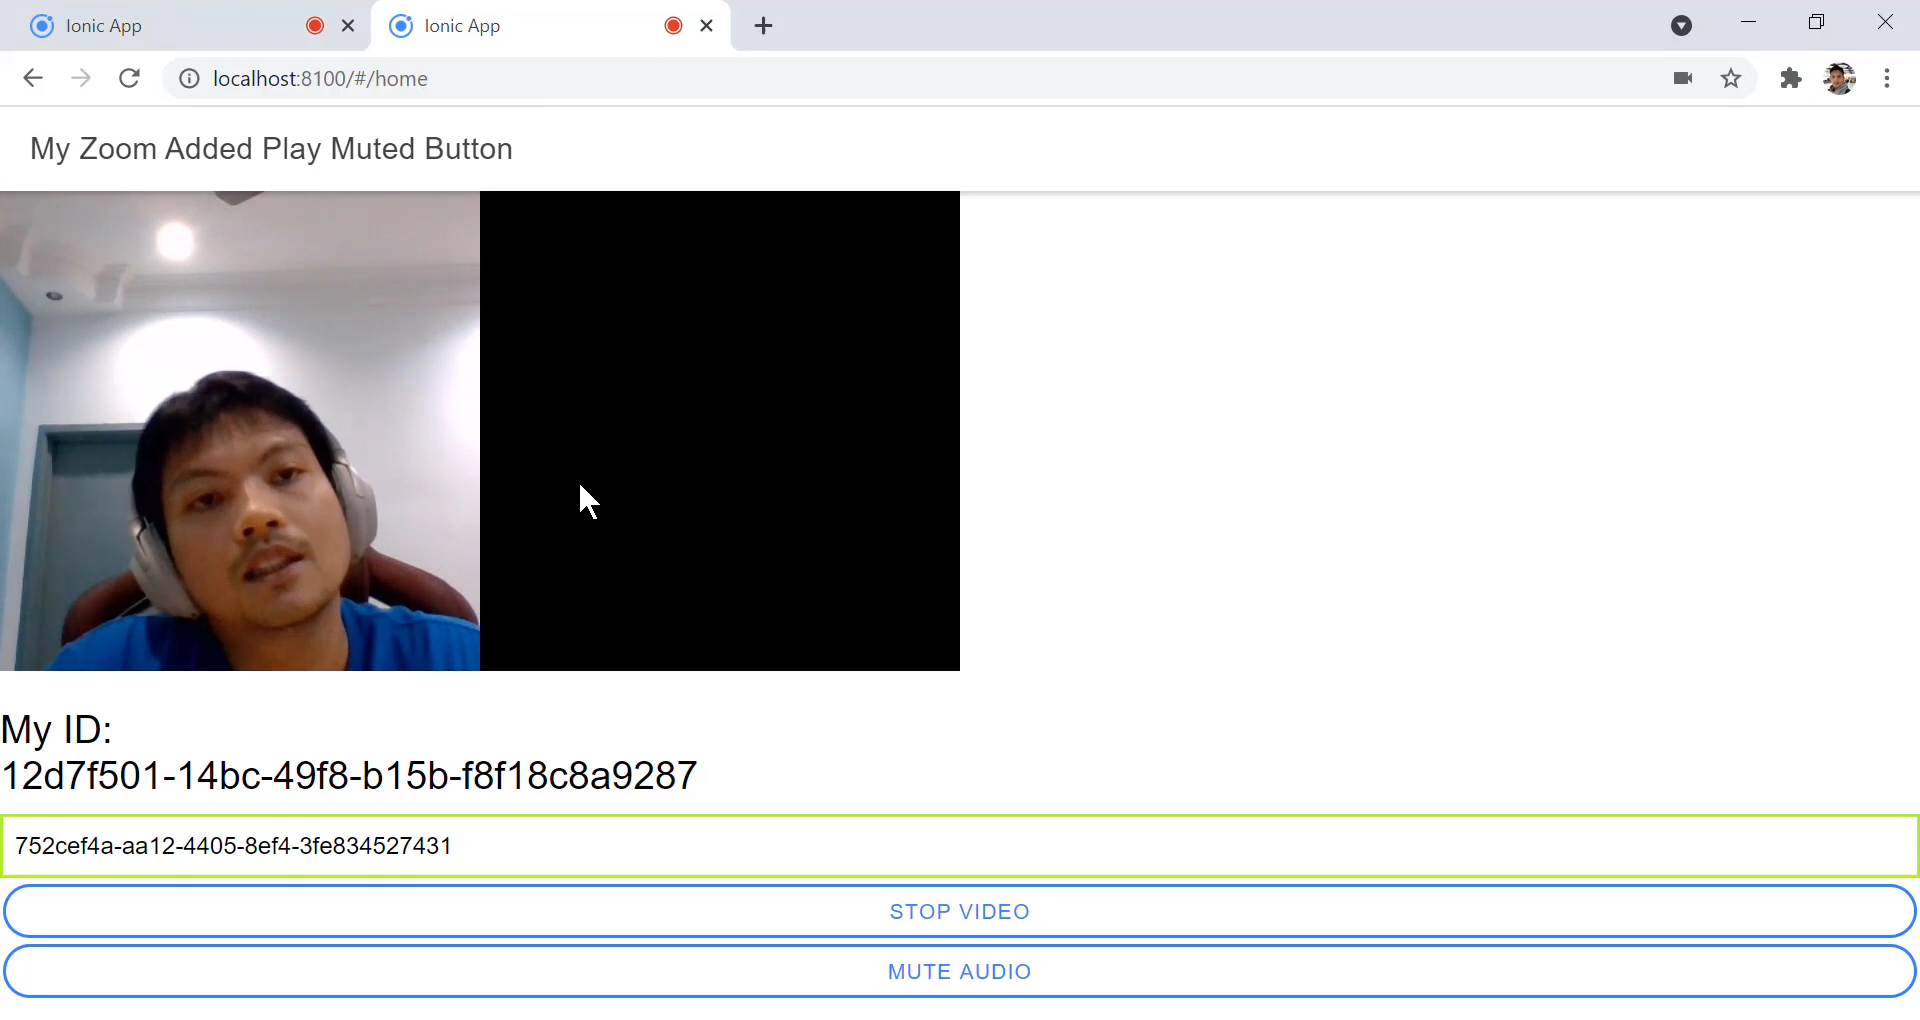 Ionic App
Ionic App
localhost:8100/#/home
My Zoom Added Play Muted Button
My ID:
12d7f501-14bc-49f8-b15b-f8f18c8a9287
752cef4a-aa12-4405-8ef4-3fe834527431
STOP VIDEO
MUTE AUDIO